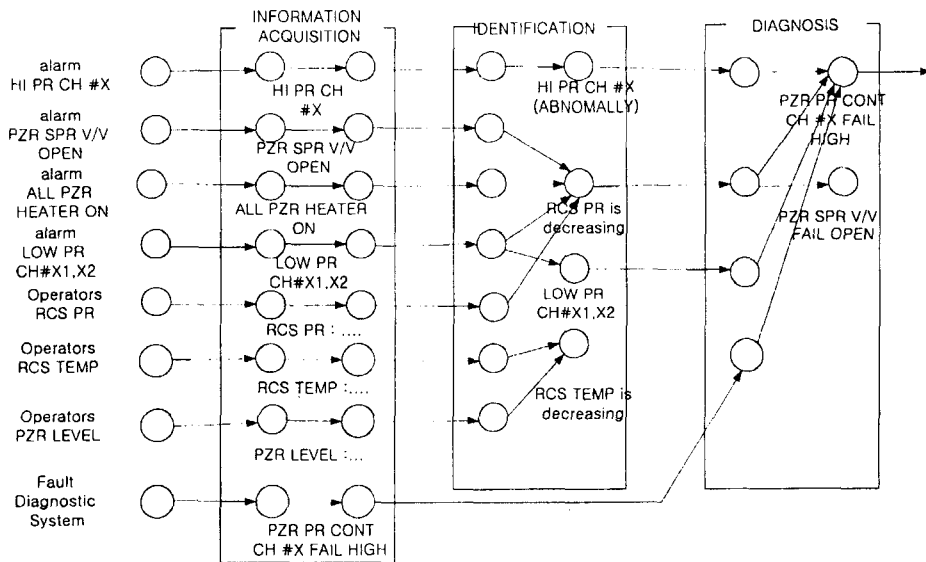 INFORMATION
ACQUISITION
IDENTIFICATION
DIAGNOSIS
alarm
HI PR CH #X
alarm
PZR SPR V/V
OPEN
alarm
ALL PZR
HEATER ON
alarm
LOW PR
CH#X1,X2
Operators
RCS PR
Operators
RCS TEMP
Operators
PZR LEVEL
Fault
Diagnostic
System
HI PR CH
#X
PZR SPR V/V
OPEN
ALL PZR HEATER
ON
LOW PR
CH#X1,X2
RCS PR : ....
RCS TEMP :....
PZR LEVEL :...
PZR PR CONT
CH #X FAIL HIGH
HI PR CH #X
(ABNOMALLY)
RCS PR is
decreasing
LOW PR
CH#X1,X2
RCS TEMP is
decreasing
PZR PR CONT
CH #X FAIL
HIGH
PZR SPR V/V
FAIL OPEN